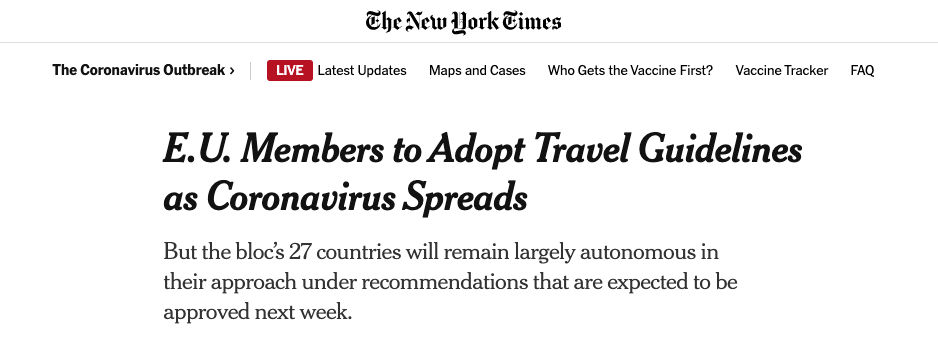 The New York Times
The Coronavirus Outbreak › LIVE Latest Updates Maps and Cases Who Gets the Vaccine First? Vaccine Tracker FAQ
E.U. Members to Adopt Travel Guidelines
as Coronavirus Spreads
But the bloc’s 27 countries will remain largely autonomous in
their approach under recommendations that are expected to be
approved next week.